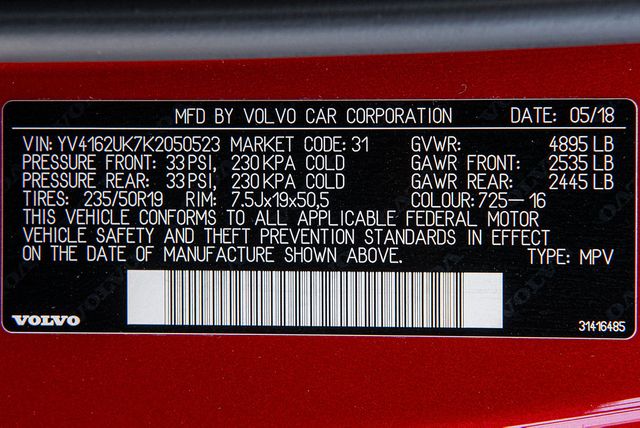 MFD BY VOLVO CAR CORPORATION DATE: 05/18
VIN: YV4162UK7K2050523 MARKET CODE: 31 GVWR: 4895 LB
PRESSURE FRONT: 33 PSI, 230 KPA COLD GAWR FRONT: 2535 LB
PRESSURE REAR: 33 PSI, 230 KPA COLD GAWR REAR: 2445 LB
TIRES: 235/50R19 RIM: 7.5Jx19x50,5 COLOUR: 725-16
THIS VEHICLE CONFORMS TO ALL APPLICABLE FEDERAL MOTOR
VEHICLE SAFETY AND THEFT PREVENTION STANDARDS IN EFFECT
ON THE DATE OF MANUFACTURE SHOWN ABOVE. TYPE: MPV
VOLVO 31416485